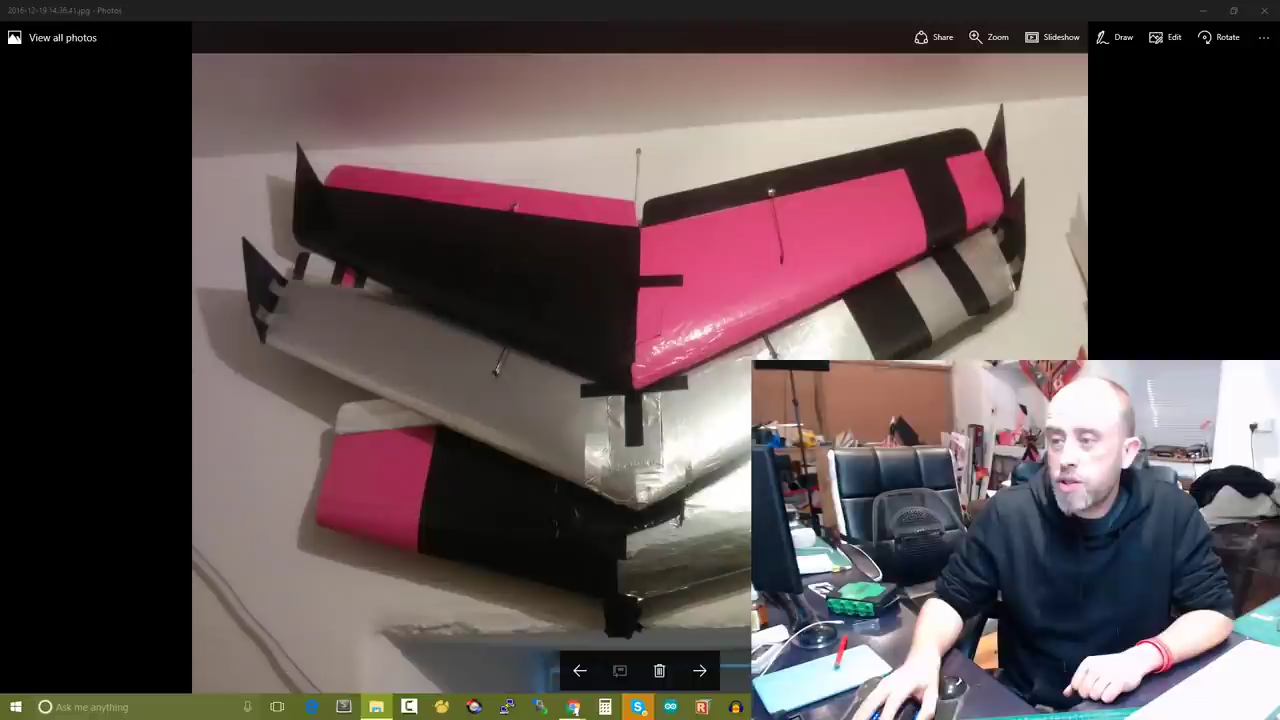 2016-12-19 14.36.41.jpg - Photos
View all photos
Share
Zoom
Slideshow
Draw
Edit
Rotate
Ask me anything